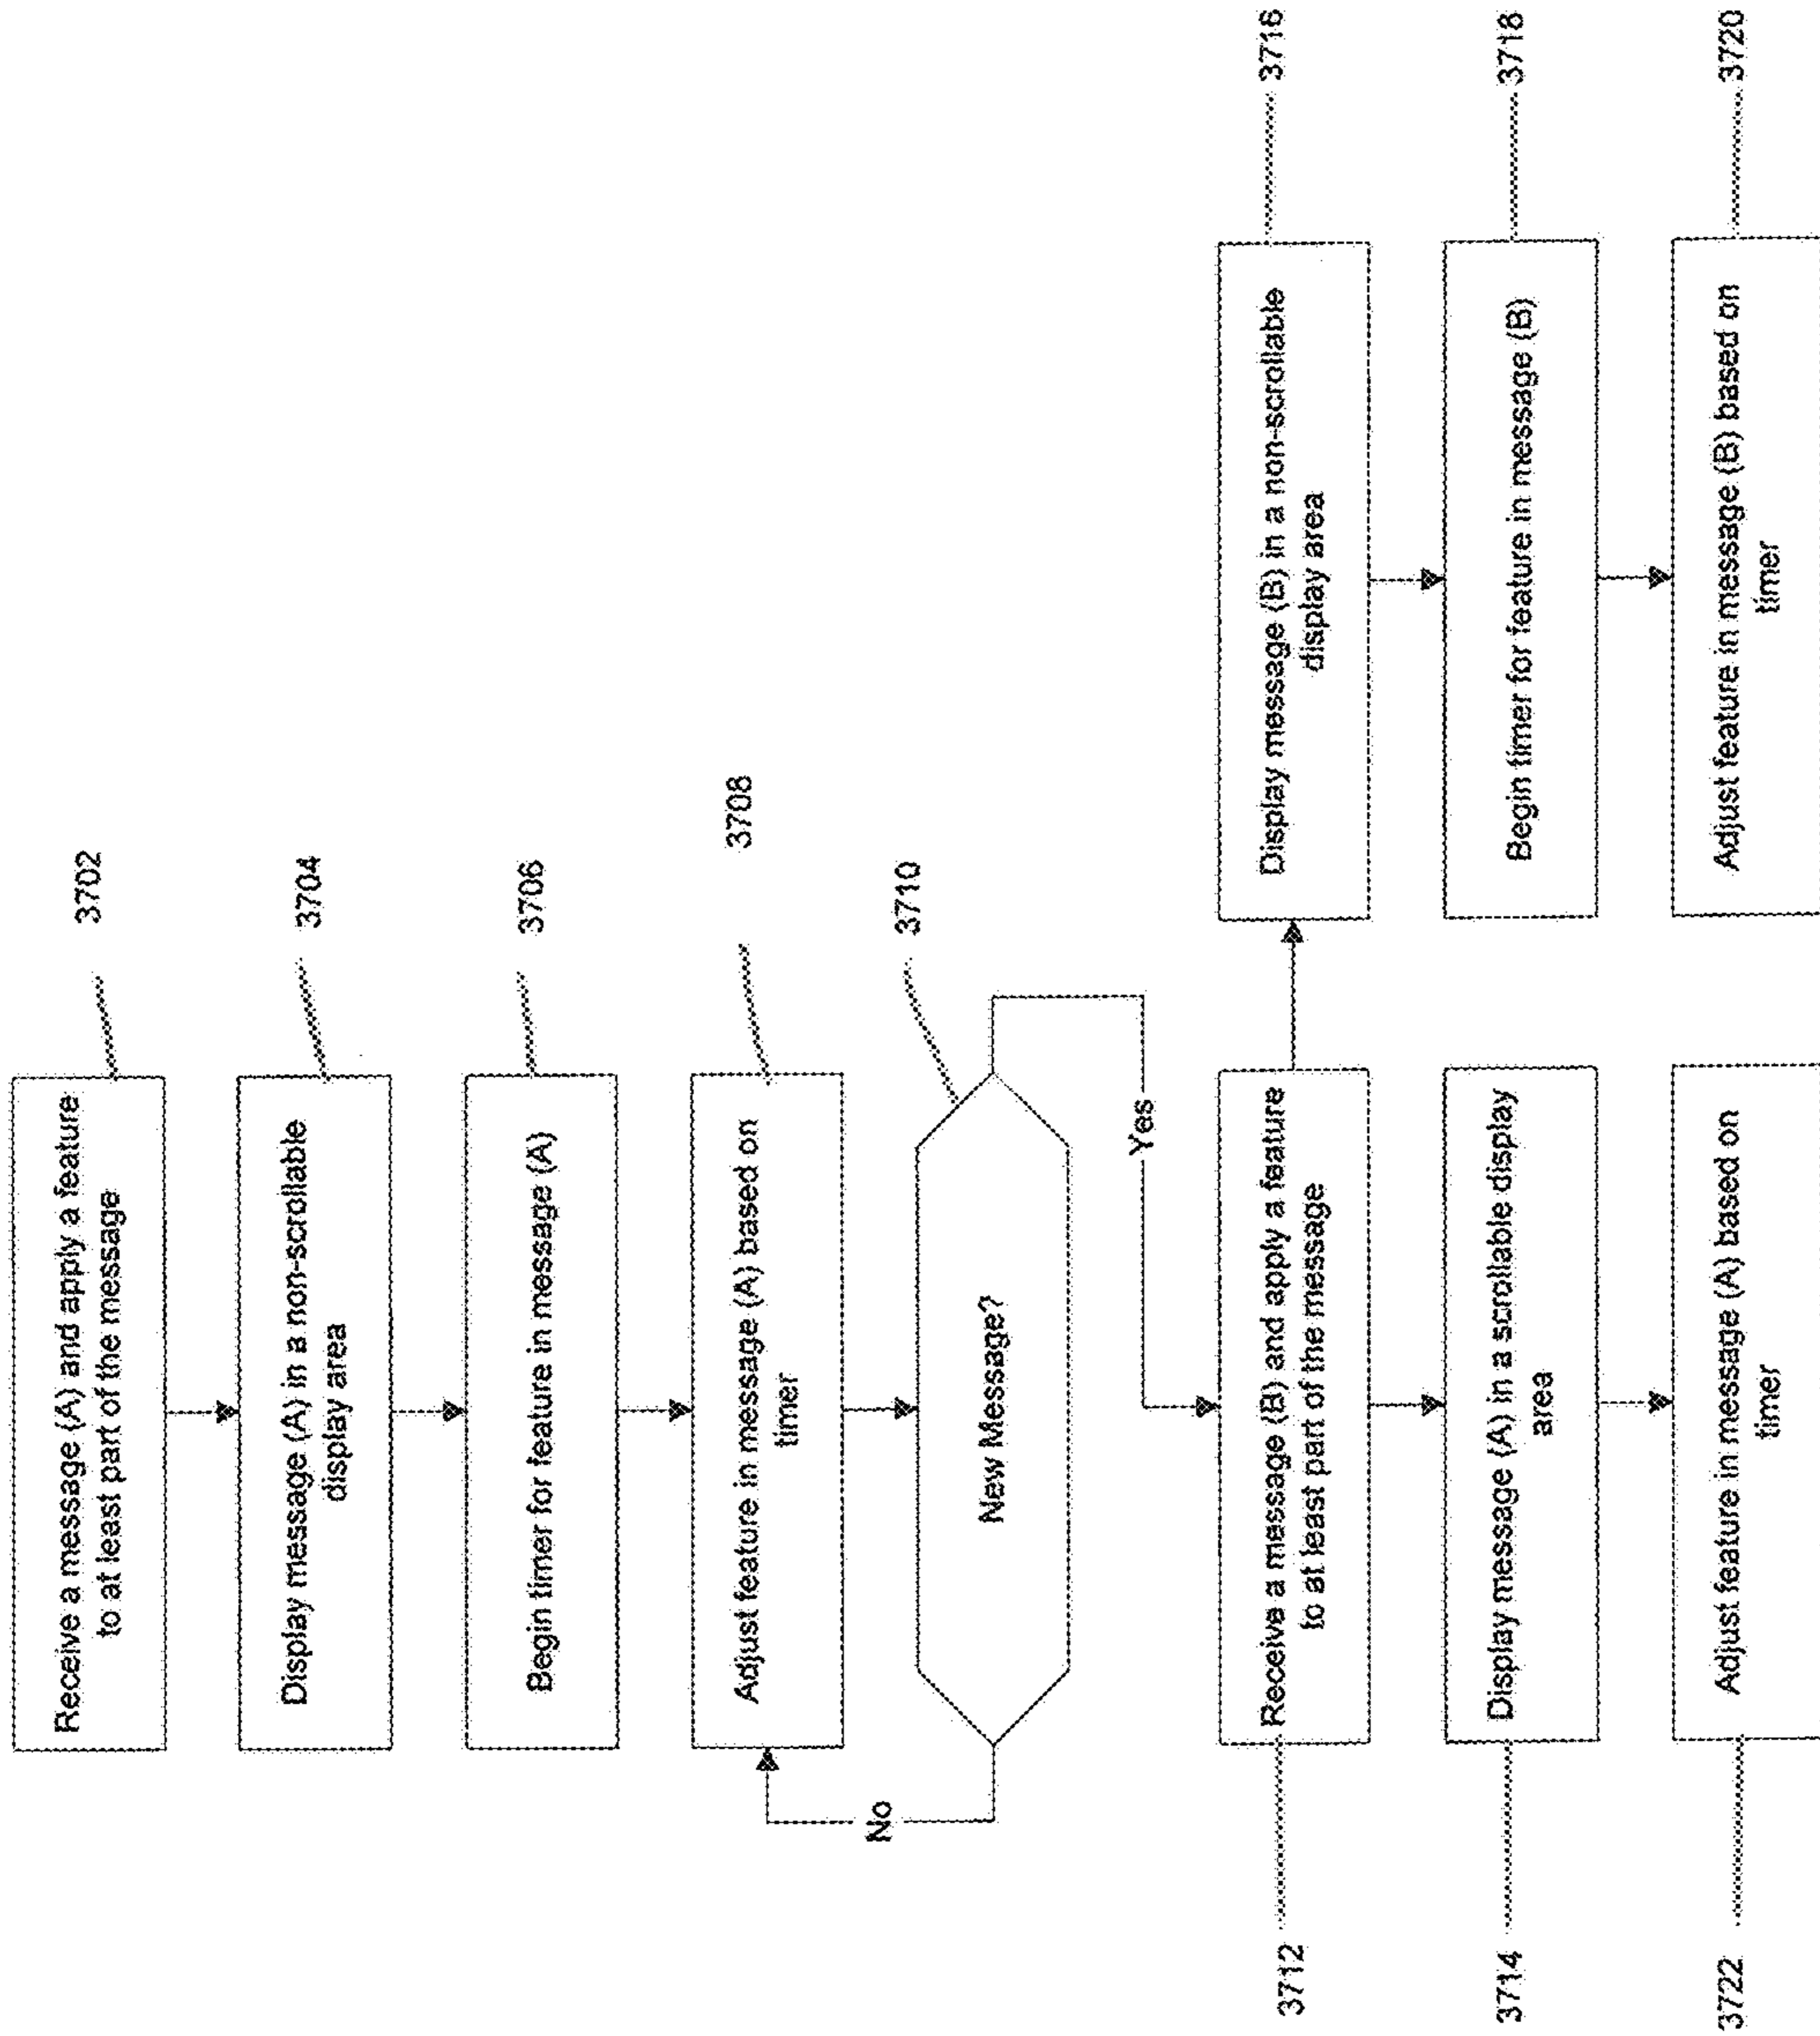 Receive a message (A) and apply a feature
to at least part of the message
3702
Display message (A) in a non-scrollable
display area
3704
Begin timer for feature in message (A)
3706
Adjust feature in message (A) based on
timer
3708
New Message?
3710
No
Yes
3712
Receive a message (B) and apply a feature
to at least part of the message
Display message (B) in a non-scrollable
display area
3716
3714
Display message (A) in a scrollable display
area
Begin timer for feature in message (B)
3718
3722
Adjust feature in message (A) based on
timer
Adjust feature in message (B) based on
timer
3720